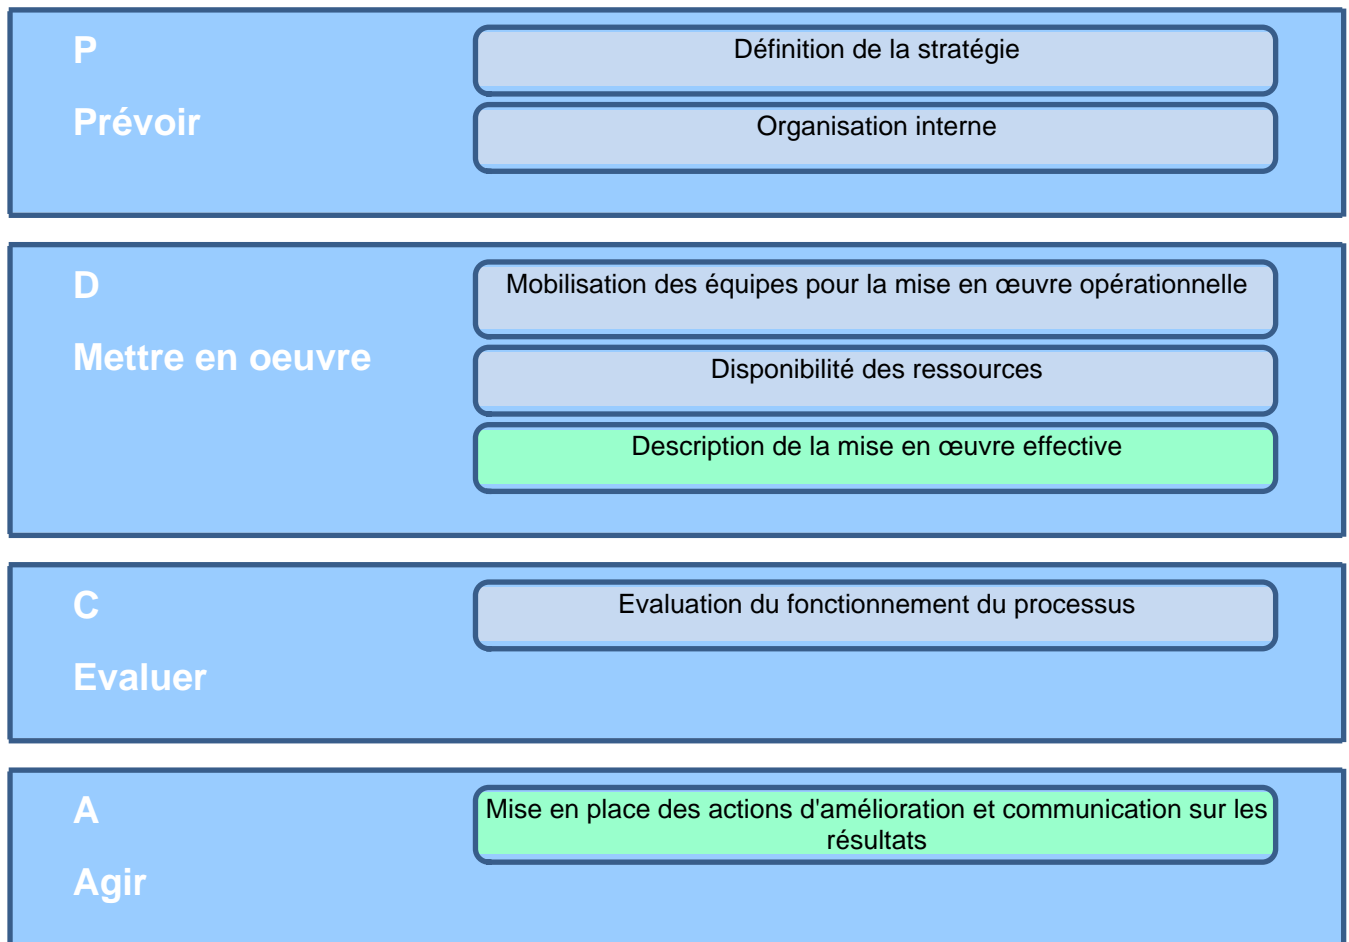 P
Prévoir
Définition de la stratégie
Organisation interne
D
Mettre en oeuvre
Mobilisation des équipes pour la mise en œuvre opérationnelle
Disponibilité des ressources
Description de la mise en œuvre effective
C
Evaluer
Evaluation du fonctionnement du processus
A
Agir
Mise en place des actions d'amélioration et communication sur les
résultats